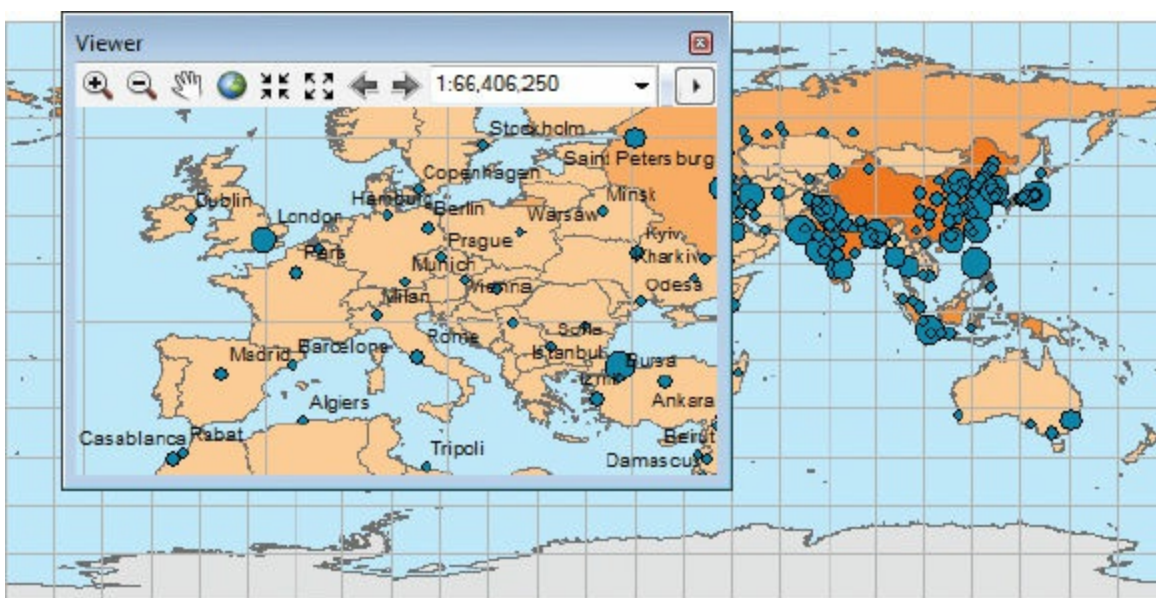 Viewer
1:66,406,250
Stockholm
Saint Petersburg
Copenhagen
Minsk
Dublin
Hamburg
Berlin
London
Warsaw
Kyiv
Paris
Prague
Kharkiv
Munich
Vienna
Odesa
Milan
Rome
Sofia
Madrid
Barcelona
Istanbul
Bursa
Izmir
Algiers
Ankara
Casablanca
Rabat
Tripoli
Beirut
Damascus